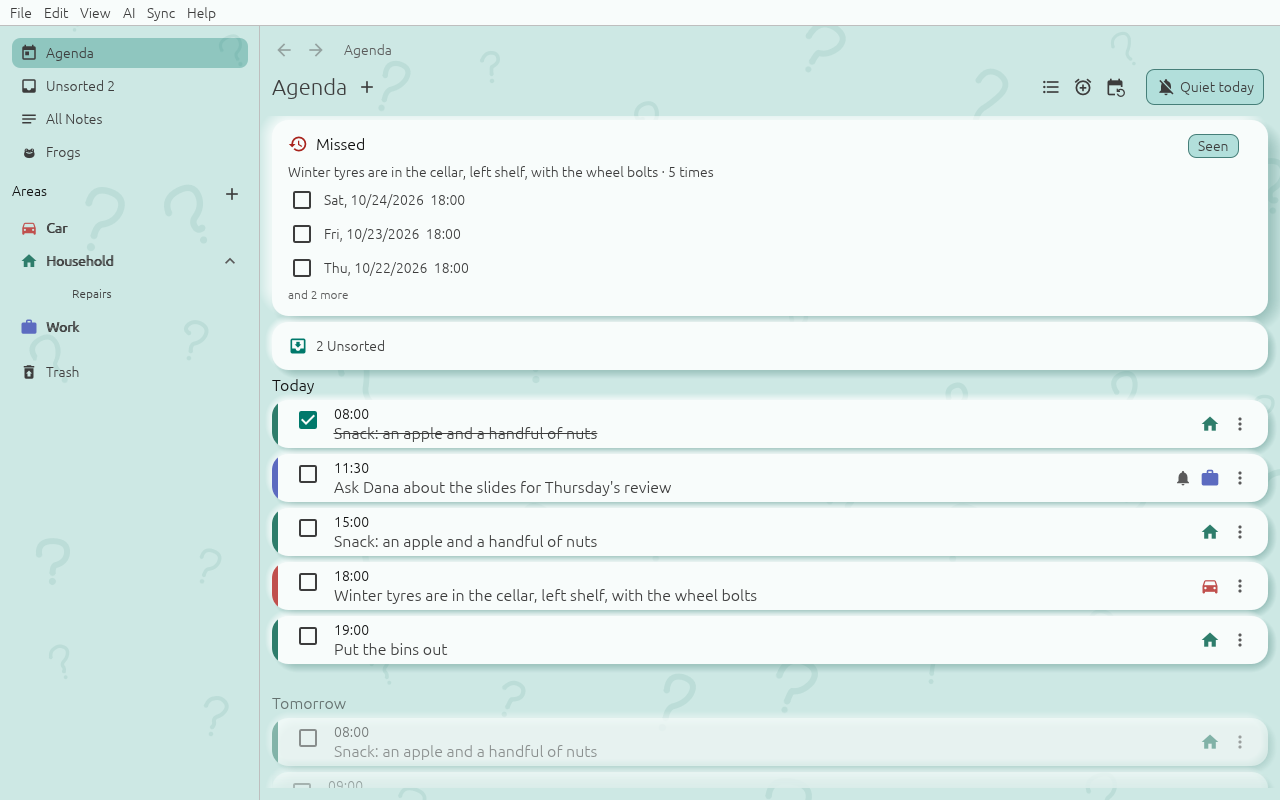 File Edit View AI Sync Help
Agenda
Unsorted 2
All Notes
Frogs
Areas
Car
Household
Repairs
Work
Trash
Agenda
Agenda
Quiet today
Missed
Seen
Winter tyres are in the cellar, left shelf, with the wheel bolts · 5 times
Sat, 10/24/2026 18:00
Fri, 10/23/2026 18:00
Thu, 10/22/2026 18:00
and 2 more
2 Unsorted
Today
08:00
Snack: an apple and a handful of nuts
11:30
Ask Dana about the slides for Thursday's review
15:00
Snack: an apple and a handful of nuts
18:00
Winter tyres are in the cellar, left shelf, with the wheel bolts
19:00
Put the bins out
Tomorrow
08:00
Snack: an apple and a handful of nuts
09:00